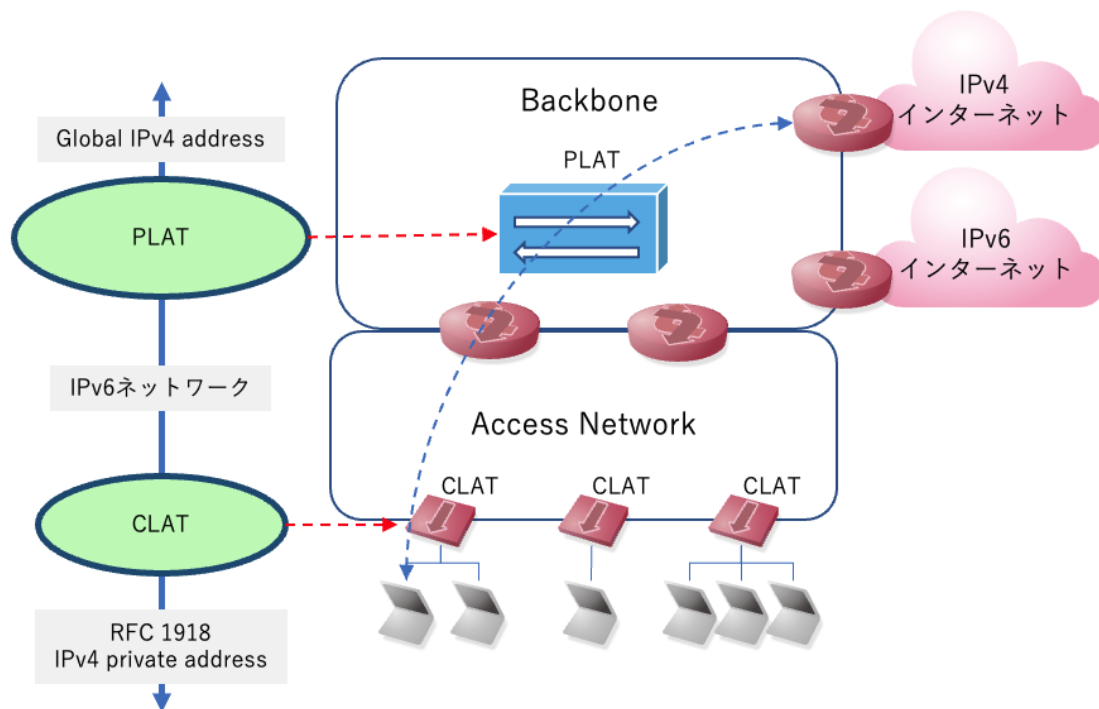 Global IPv4 address
PLAT
IPv6ネットワーク
CLAT
RFC 1918
IPv4 private address
Backbone
PLAT
IPv4
インターネット
IPv6
インターネット
Access Network
CLAT
CLAT
CLAT